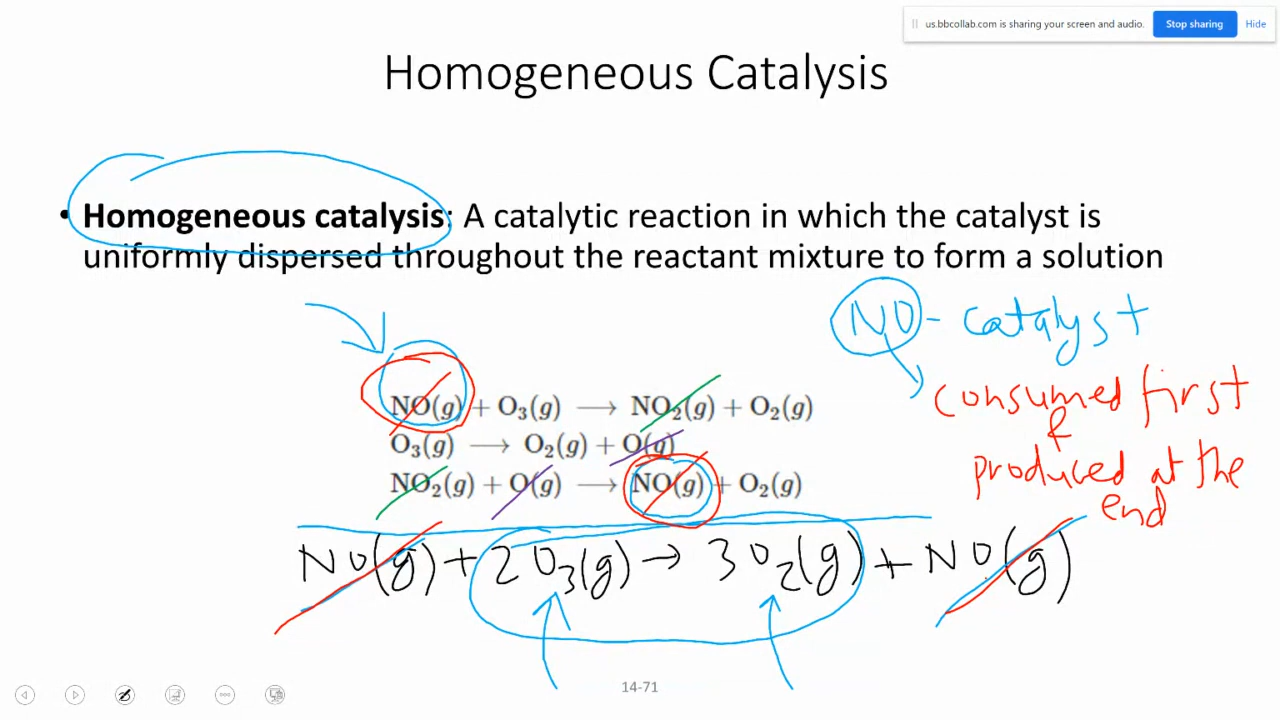 us.bbcollab.com is sharing your screen and audio. Stop sharing Hide
Homogeneous Catalysis
• Homogeneous catalysis: A catalytic reaction in which the catalyst is
uniformly dispersed throughout the reactant mixture to form a solution
NO - catalyst
consumed first
&
produced at the
end
NO(g) + O₃(g) ⟶ NO₂(g) + O₂(g)
O₃(g) ⟶ O₂(g) + O(g)
NO₂(g) + O(g) ⟶ NO(g) + O₂(g)
NO(g) + 2O₃(g) → 3O₂(g) + NO(g)
14-71